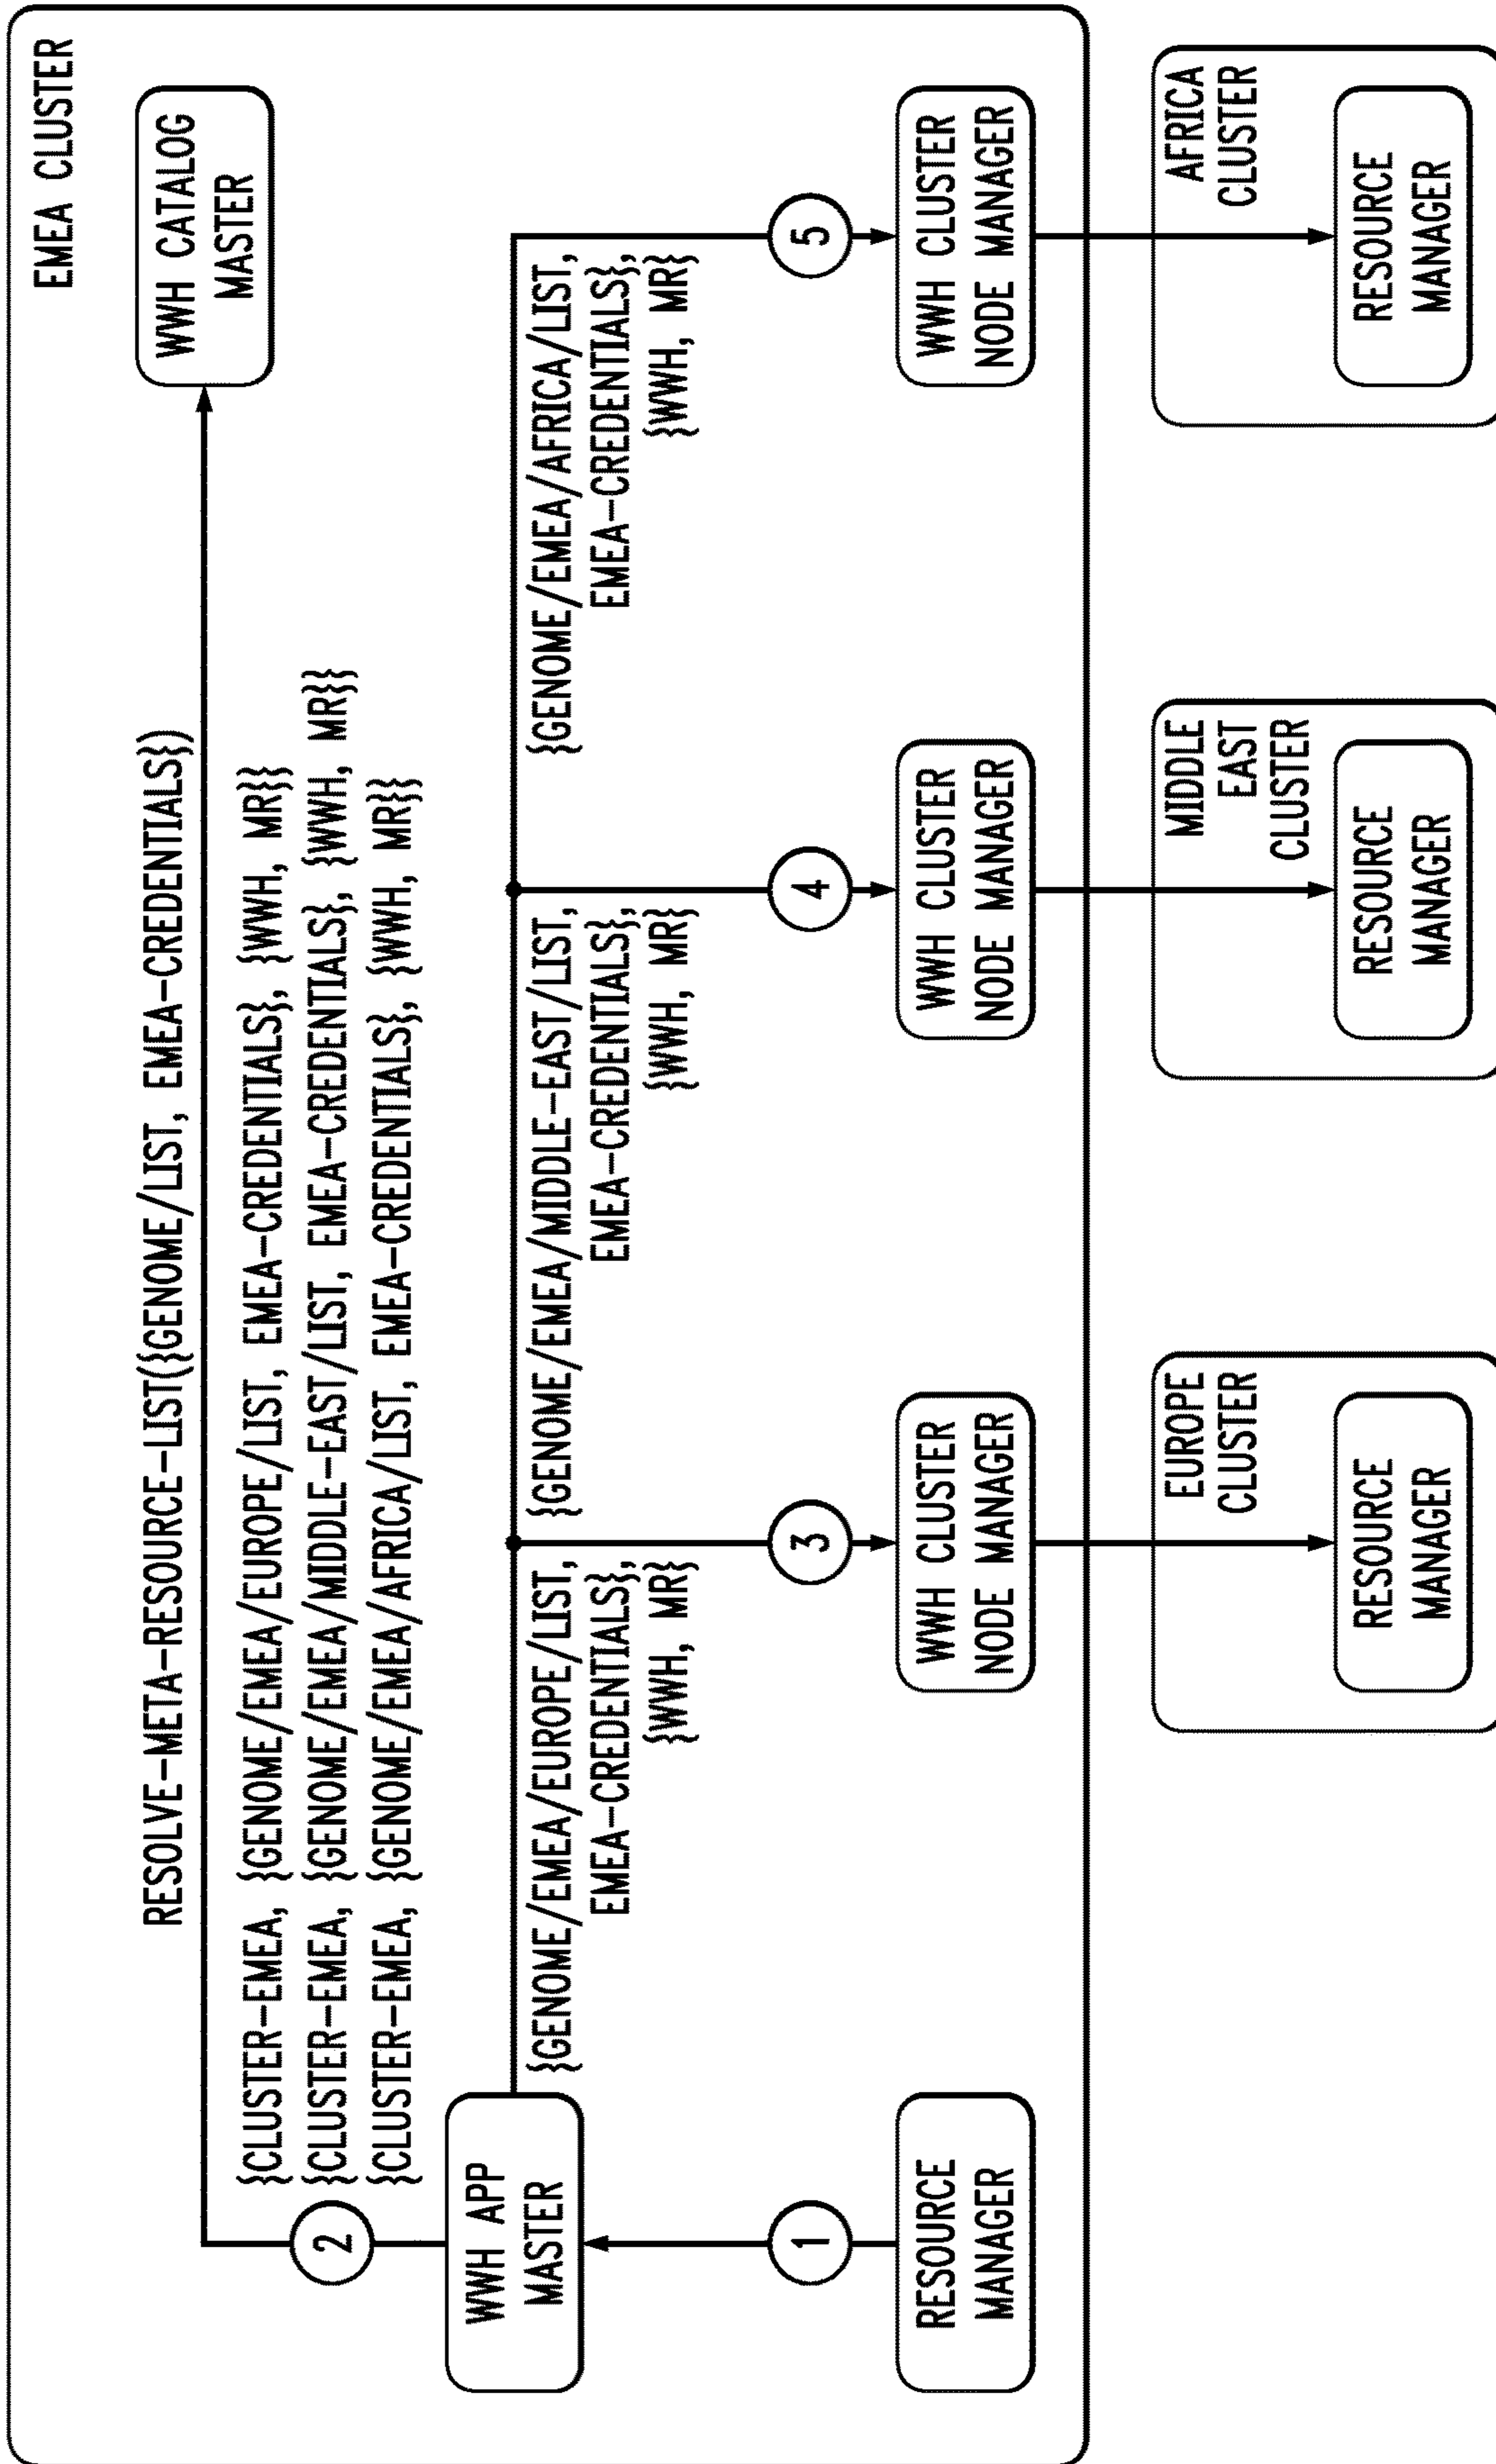 EMEA CLUSTER
RESOLVE-META-RESOURCE-LIST({GENOME/LIST, EMEA-CREDENTIALS})
WWH CATALOG
MASTER
2
{CLUSTER-EMEA, {GENOME/EMEA/EUROPE/LIST, EMEA-CREDENTIALS}, {WWH, MR}}
{CLUSTER-EMEA, {GENOME/EMEA/MIDDLE-EAST/LIST, EMEA-CREDENTIALS}, {WWH, MR}}
{CLUSTER-EMEA, {GENOME/EMEA/AFRICA/LIST, EMEA-CREDENTIALS}, {WWH, MR}}
WWH APP
MASTER
{GENOME/EMEA/EUROPE/LIST,
EMEA-CREDENTIALS},
{WWH, MR}
{GENOME/EMEA/MIDDLE-EAST/LIST,
EMEA-CREDENTIALS},
{WWH, MR}
{GENOME/EMEA/AFRICA/LIST,
EMEA-CREDENTIALS},
{WWH, MR}
1
3
4
5
RESOURCE
MANAGER
WWH CLUSTER
NODE MANAGER
WWH CLUSTER
NODE MANAGER
WWH CLUSTER
NODE MANAGER
EUROPE
CLUSTER
RESOURCE
MANAGER
MIDDLE
EAST
CLUSTER
RESOURCE
MANAGER
AFRICA
CLUSTER
RESOURCE
MANAGER